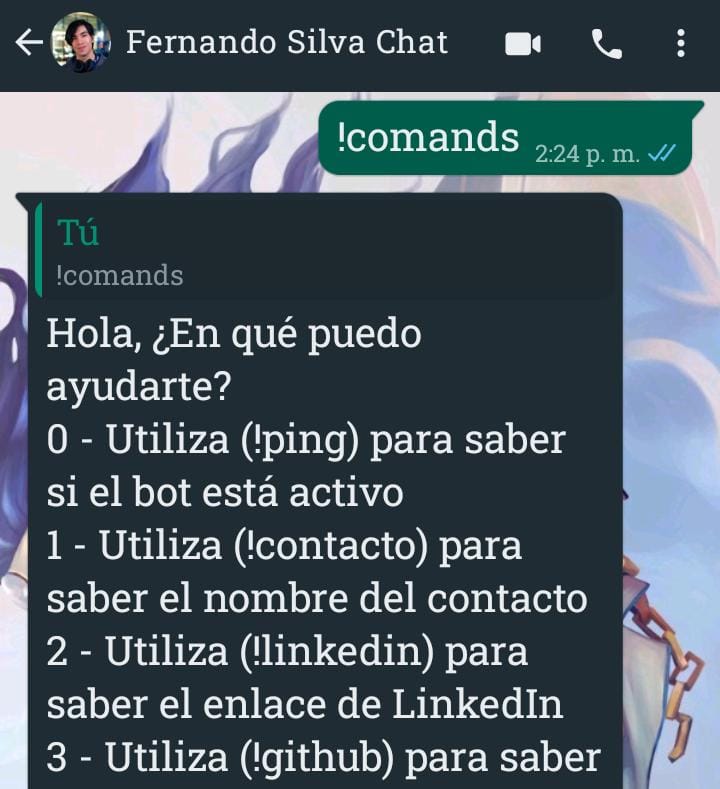 Fernando Silva Chat
!comands
2:24 p. m.
Tú
!comands
Hola, ¿En qué puedo
ayudarte?
0 - Utiliza (!ping) para saber
si el bot está activo
1 - Utiliza (!contacto) para
saber el nombre del contacto
2 - Utiliza (!linkedin) para
saber el enlace de LinkedIn
3 - Utiliza (!github) para saber